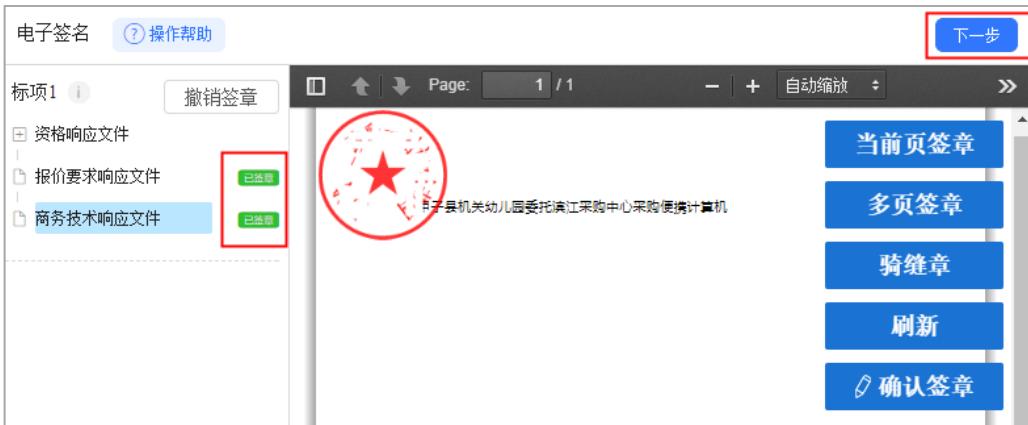 电子签名 ? 操作帮助 下一步
标项1 i 撤销签章
Page: 1 / 1 自动缩放
资格响应文件
报价要求响应文件 已签章
商务技术响应文件 已签章
甲子县机关幼儿园委托滨江采购中心采购便携计算机
当前页签章
多页签章
骑缝章
刷新
确认签章